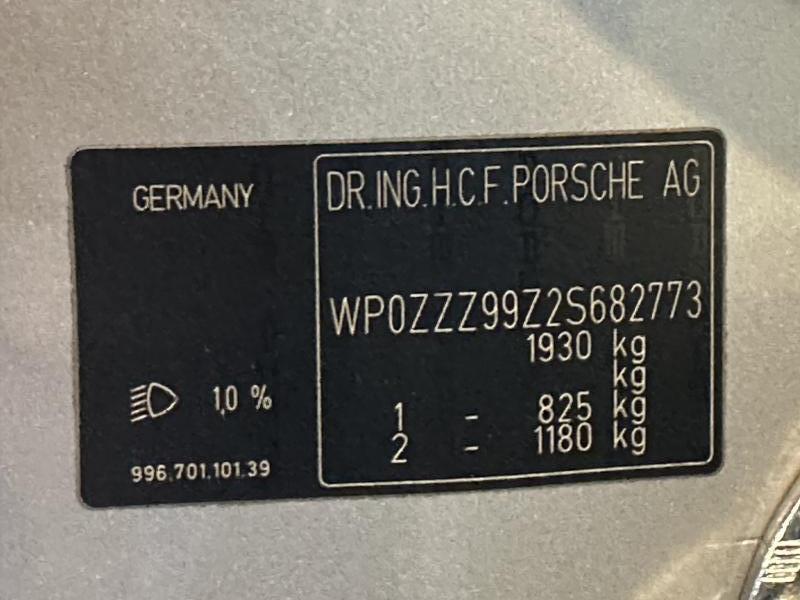 GERMANY
DR.ING.H.C.F.PORSCHE AG
WP0ZZZ99Z2S682773
1930 kg
kg
1 - 825 kg
2 - 1180 kg
1,0 %
996.701.101.39